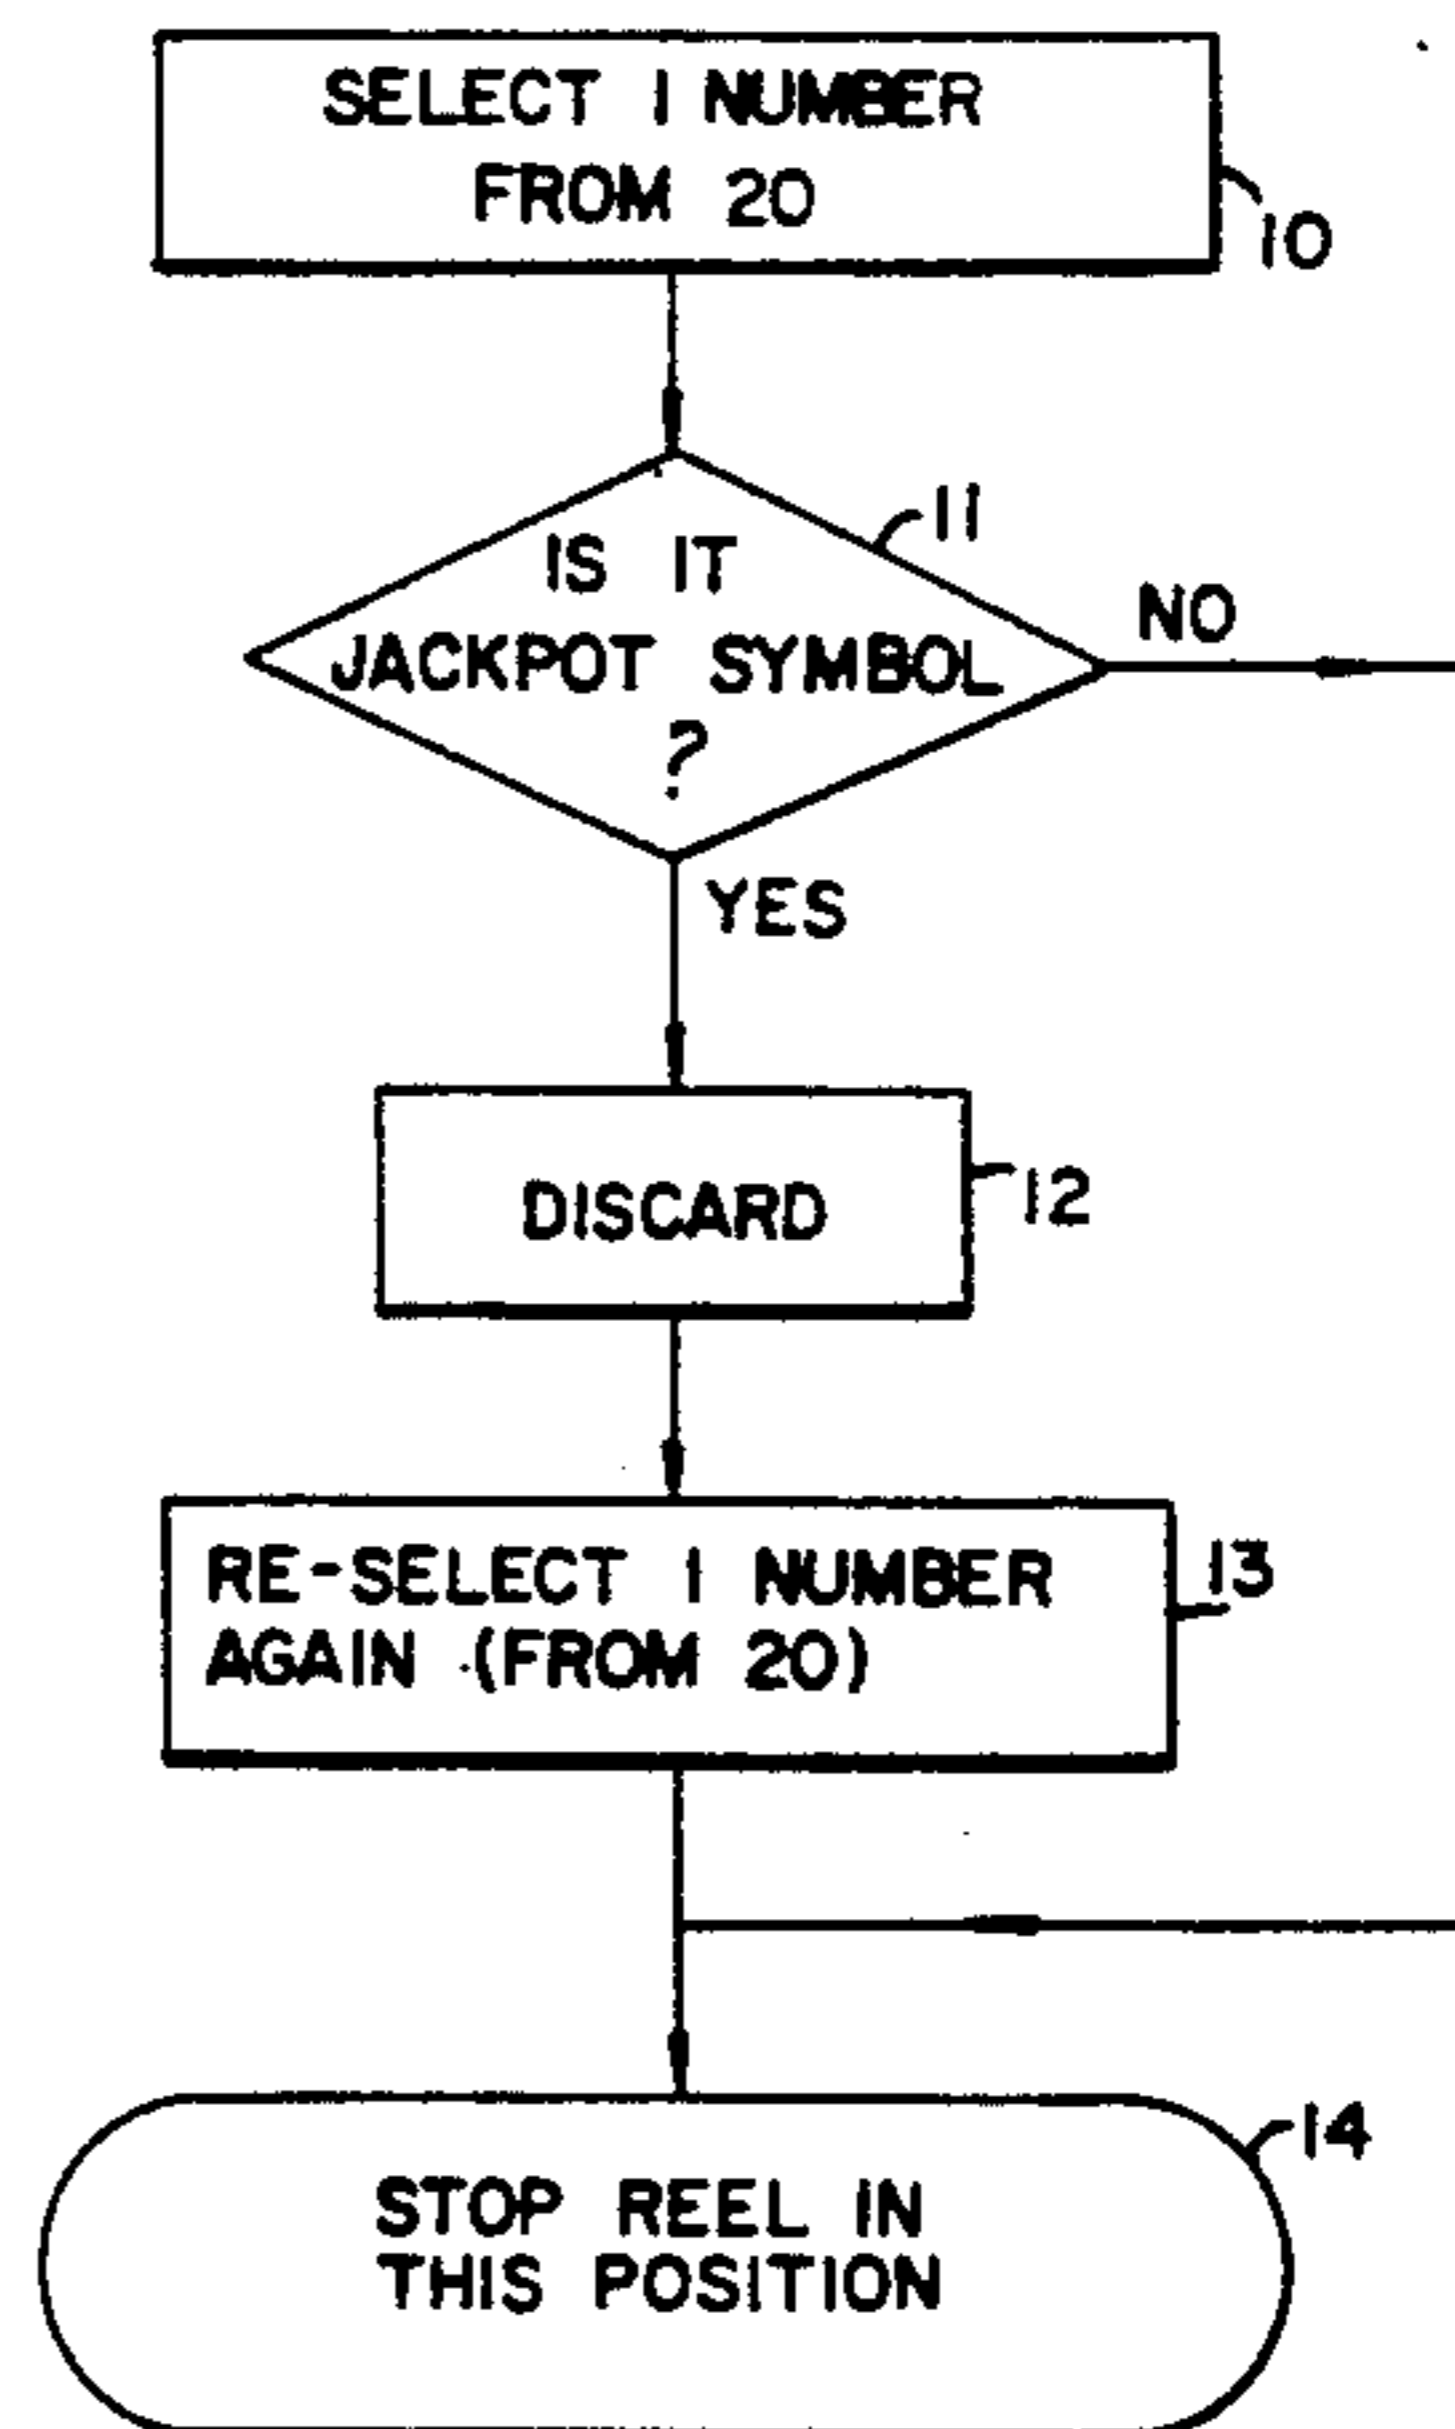 SELECT 1 NUMBER
FROM 20
10
IS IT
11
JACKPOT SYMBOL
?
NO
YES
DISCARD
12
RE-SELECT 1 NUMBER
AGAIN (FROM 20)
13
14
STOP REEL IN
THIS POSITION